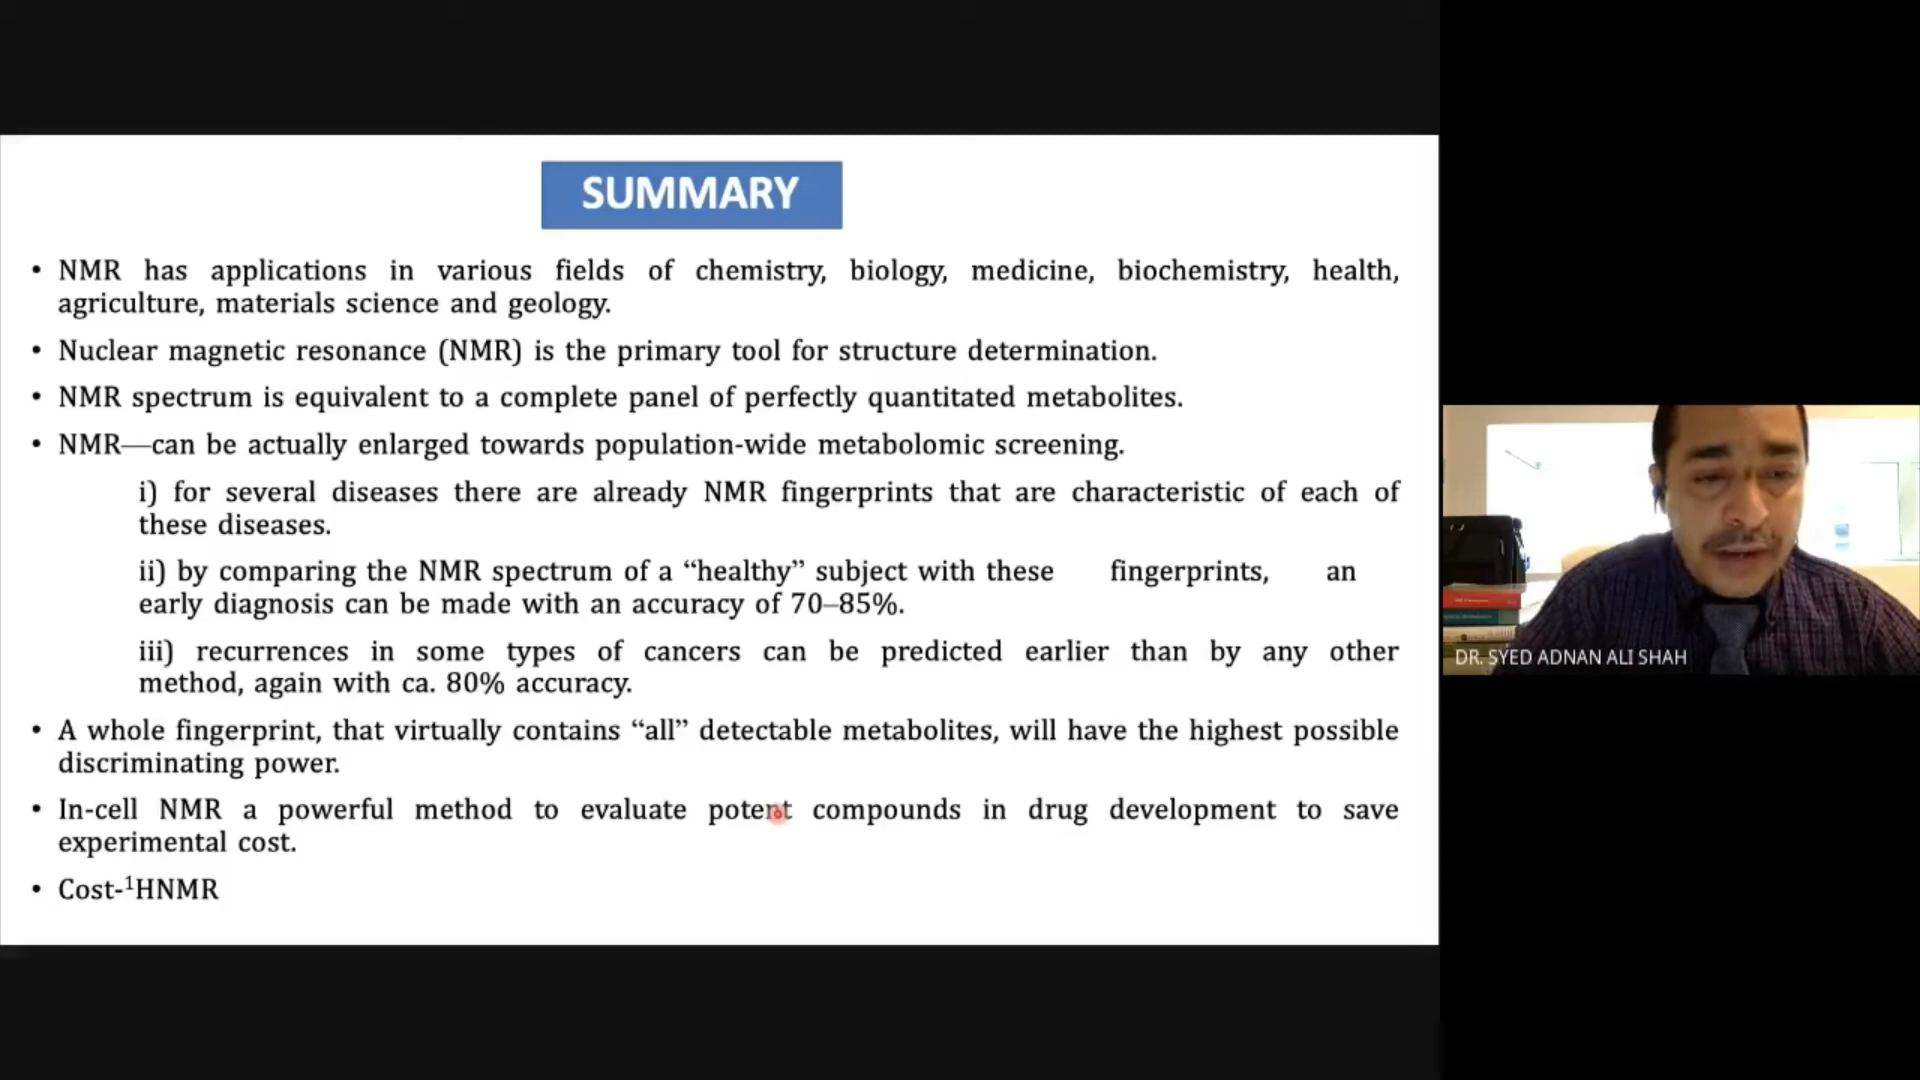 SUMMARY
• NMR has applications in various fields of chemistry, biology, medicine, biochemistry, health,
agriculture, materials science and geology.
• Nuclear magnetic resonance (NMR) is the primary tool for structure determination.
• NMR spectrum is equivalent to a complete panel of perfectly quantitated metabolites.
• NMR—can be actually enlarged towards population-wide metabolomic screening.
i) for several diseases there are already NMR fingerprints that are characteristic of each of
these diseases.
ii) by comparing the NMR spectrum of a “healthy” subject with these fingerprints, an
early diagnosis can be made with an accuracy of 70–85%.
iii) recurrences in some types of cancers can be predicted earlier than by any other
method, again with ca. 80% accuracy.
• A whole fingerprint, that virtually contains “all” detectable metabolites, will have the highest possible
discriminating power.
• In-cell NMR a powerful method to evaluate potent compounds in drug development to save
experimental cost.
• Cost-¹HNMR
DR. SYED ADNAN ALI SHAH